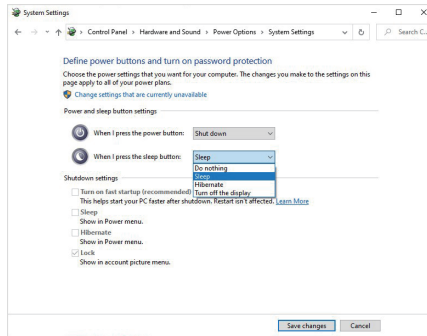 System Settings
Control Panel > Hardware and Sound > Power Options > System Settings
Search C...
Define power buttons and turn on password protection
Choose the power settings that you want for your computer. The changes you make to the settings on this
page apply to all of your power plans.
Change settings that are currently unavailable
Power and sleep button settings
When I press the power button: Shut down
When I press the sleep button: Sleep
Do nothing
Sleep
Hibernate
Turn off the display
Shutdown settings
Turn on fast startup (recommended)
This helps start your PC faster after shutdown. Restart isn't affected. Learn More
Sleep
Show in Power menu.
Hibernate
Show in Power menu.
Lock
Show in account picture menu.
Save changes Cancel